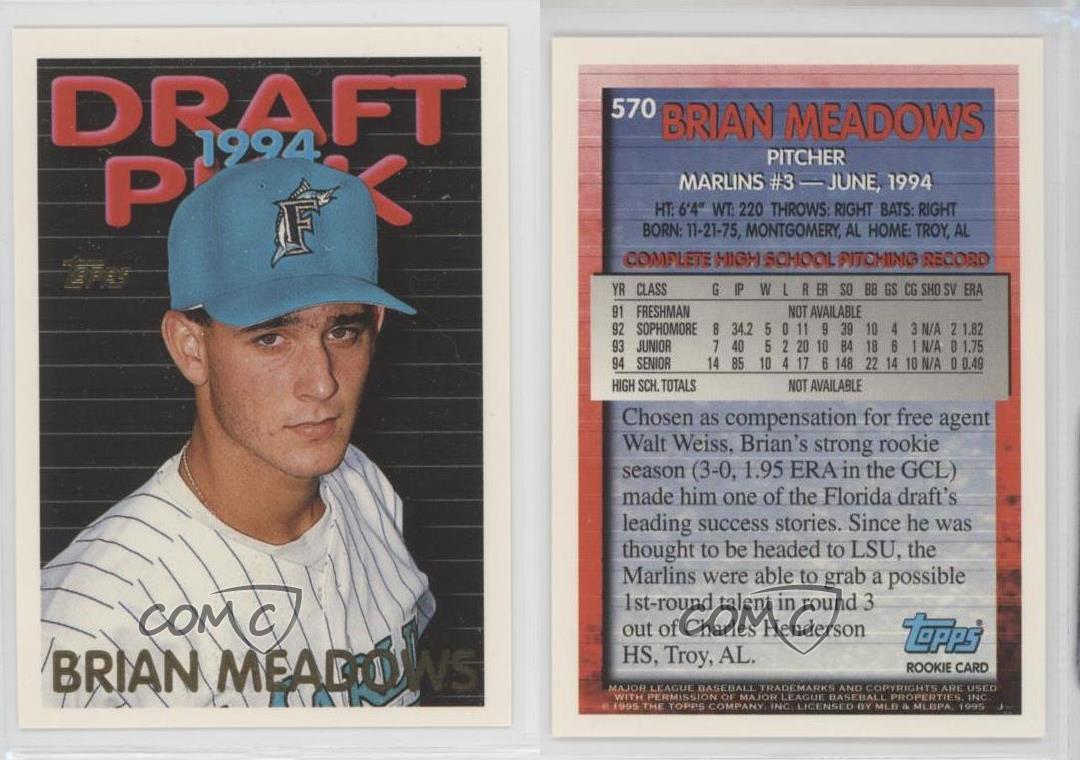 DRAFT
1994
PICK
F
Topps
BRIAN MEADOWS
COMC
570 BRIAN MEADOWS
PITCHER
MARLINS #3 — JUNE, 1994
HT: 6'4" WT: 220 THROWS: RIGHT BATS: RIGHT
BORN: 11-21-75, MONTGOMERY, AL HOME: TROY, AL
COMPLETE HIGH SCHOOL PITCHING RECORD
YR CLASS G IP W L R ER SO BB GS CG SHO SV ERA
91 FRESHMAN NOT AVAILABLE
92 SOPHOMORE 8 34.2 5 0 11 9 39 10 4 3 N/A 2 1.82
93 JUNIOR 7 40 5 2 20 10 84 18 6 1 N/A 0 1.75
94 SENIOR 14 85 10 4 17 6 148 22 14 10 N/A 0 0.49
HIGH SCH. TOTALS NOT AVAILABLE
Chosen as compensation for free agent
Walt Weiss, Brian's strong rookie
season (3-0, 1.95 ERA in the GCL)
made him one of the Florida draft's
leading success stories. Since he was
thought to be headed to LSU, the
Marlins were able to grab a possible
1st-round talent in round 3
out of Charles Henderson
HS, Troy, AL.
COMC
topps®
ROOKIE CARD
MAJOR LEAGUE BASEBALL TRADEMARKS AND COPYRIGHTS ARE USED
WITH PERMISSION OF MAJOR LEAGUE BASEBALL PROPERTIES, INC.
© 1995 THE TOPPS COMPANY, INC. LICENSED BY MLB & MLBPA, 1995 J